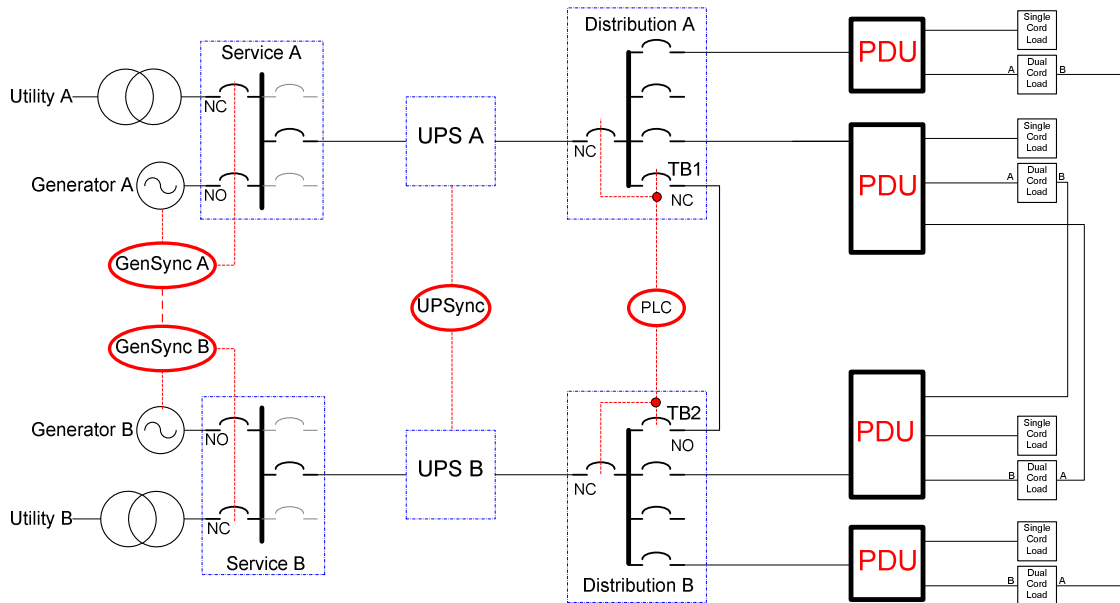 Distribution A
Service A
Utility A
NC
Generator A
NO
GenSync A
UPS A
NC
TB1
NC
PDU
Single
Cord
Load
A
Dual
Cord
Load
B
PDU
Single
Cord
Load
A
Dual
Cord
Load
B
UPSync
PLC
GenSync B
Generator B
NO
Utility B
NC
Service B
UPS B
NC
TB2
NO
Distribution B
PDU
Single
Cord
Load
B
Dual
Cord
Load
A
PDU
Single
Cord
Load
B
Dual
Cord
Load
A